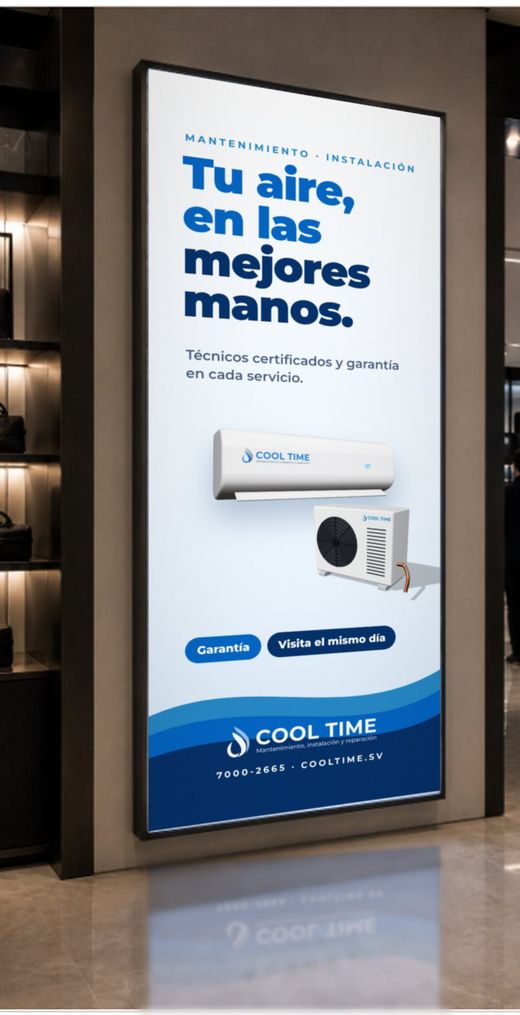 MANTENIMIENTO · INSTALACIÓN
Tu aire,
en las
mejores
manos.
Técnicos certificados y garantía
en cada servicio.
COOL TIME
COOL TIME
Garantía
Visita el mismo día
COOL TIME
Mantenimiento, instalación y reparación
7000-2665 · COOLTIME.SV